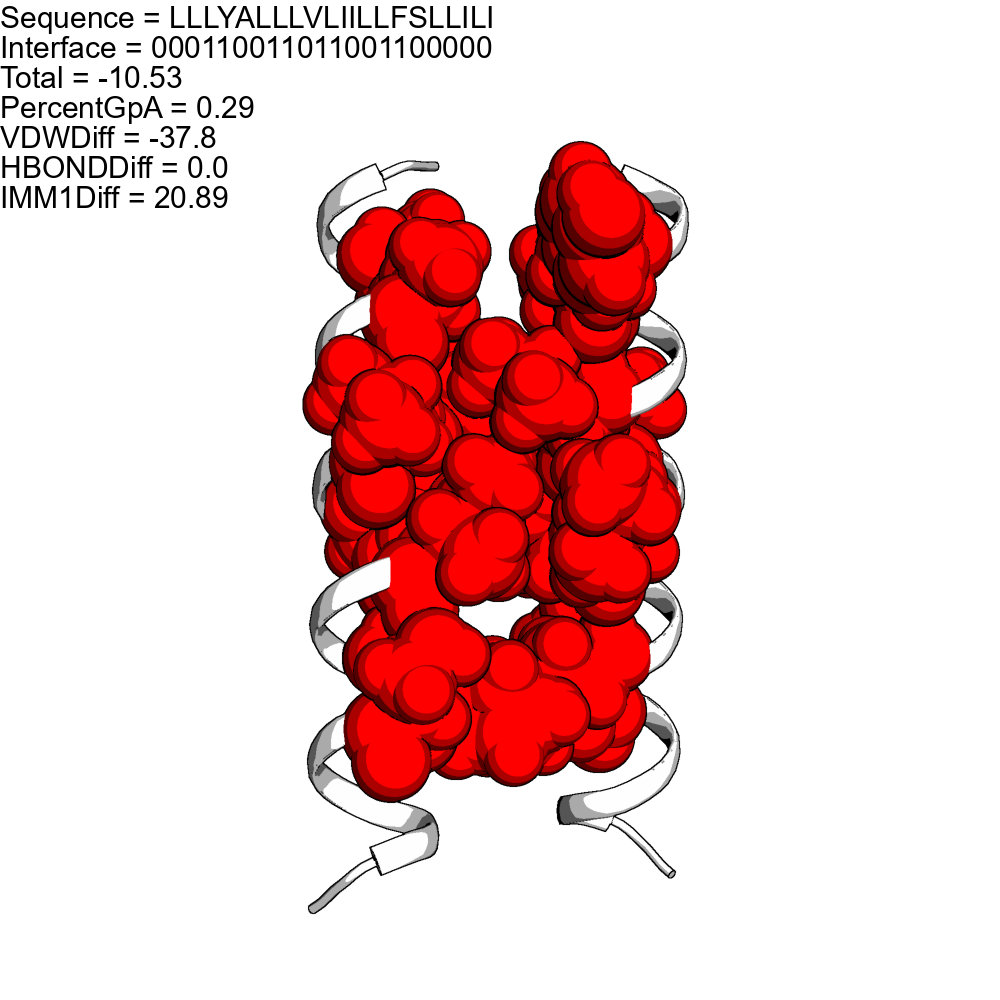 Sequence = LLLYALLLVLIILLFSLLILI
Interface = 000110011011001100000
Total = -10.53
PercentGpA = 0.29
VDWDiff = -37.8
HBONDDiff = 0.0
IMM1Diff = 20.89